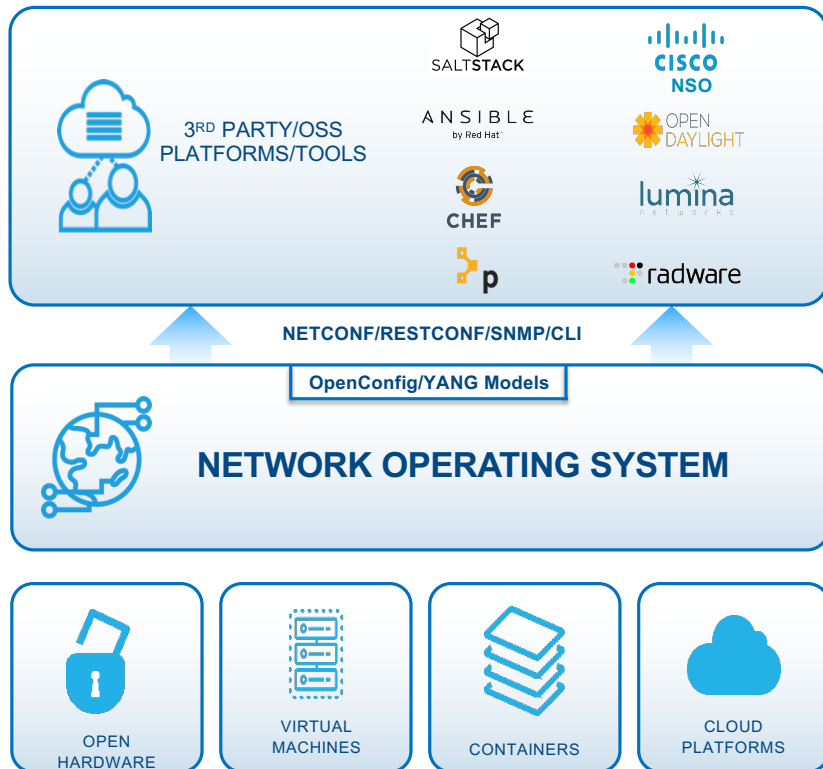 SALTSTACK
CISCO
NSO
3RD PARTY/OSS
PLATFORMS/TOOLS
ANSIBLE
by Red Hat
OPEN
DAYLIGHT
CHEF
lumina
networks
p
radware
NETCONF/RESTCONF/SNMP/CLI
OpenConfig/YANG Models
NETWORK OPERATING SYSTEM
OPEN
HARDWARE
VIRTUAL
MACHINES
CONTAINERS
CLOUD
PLATFORMS